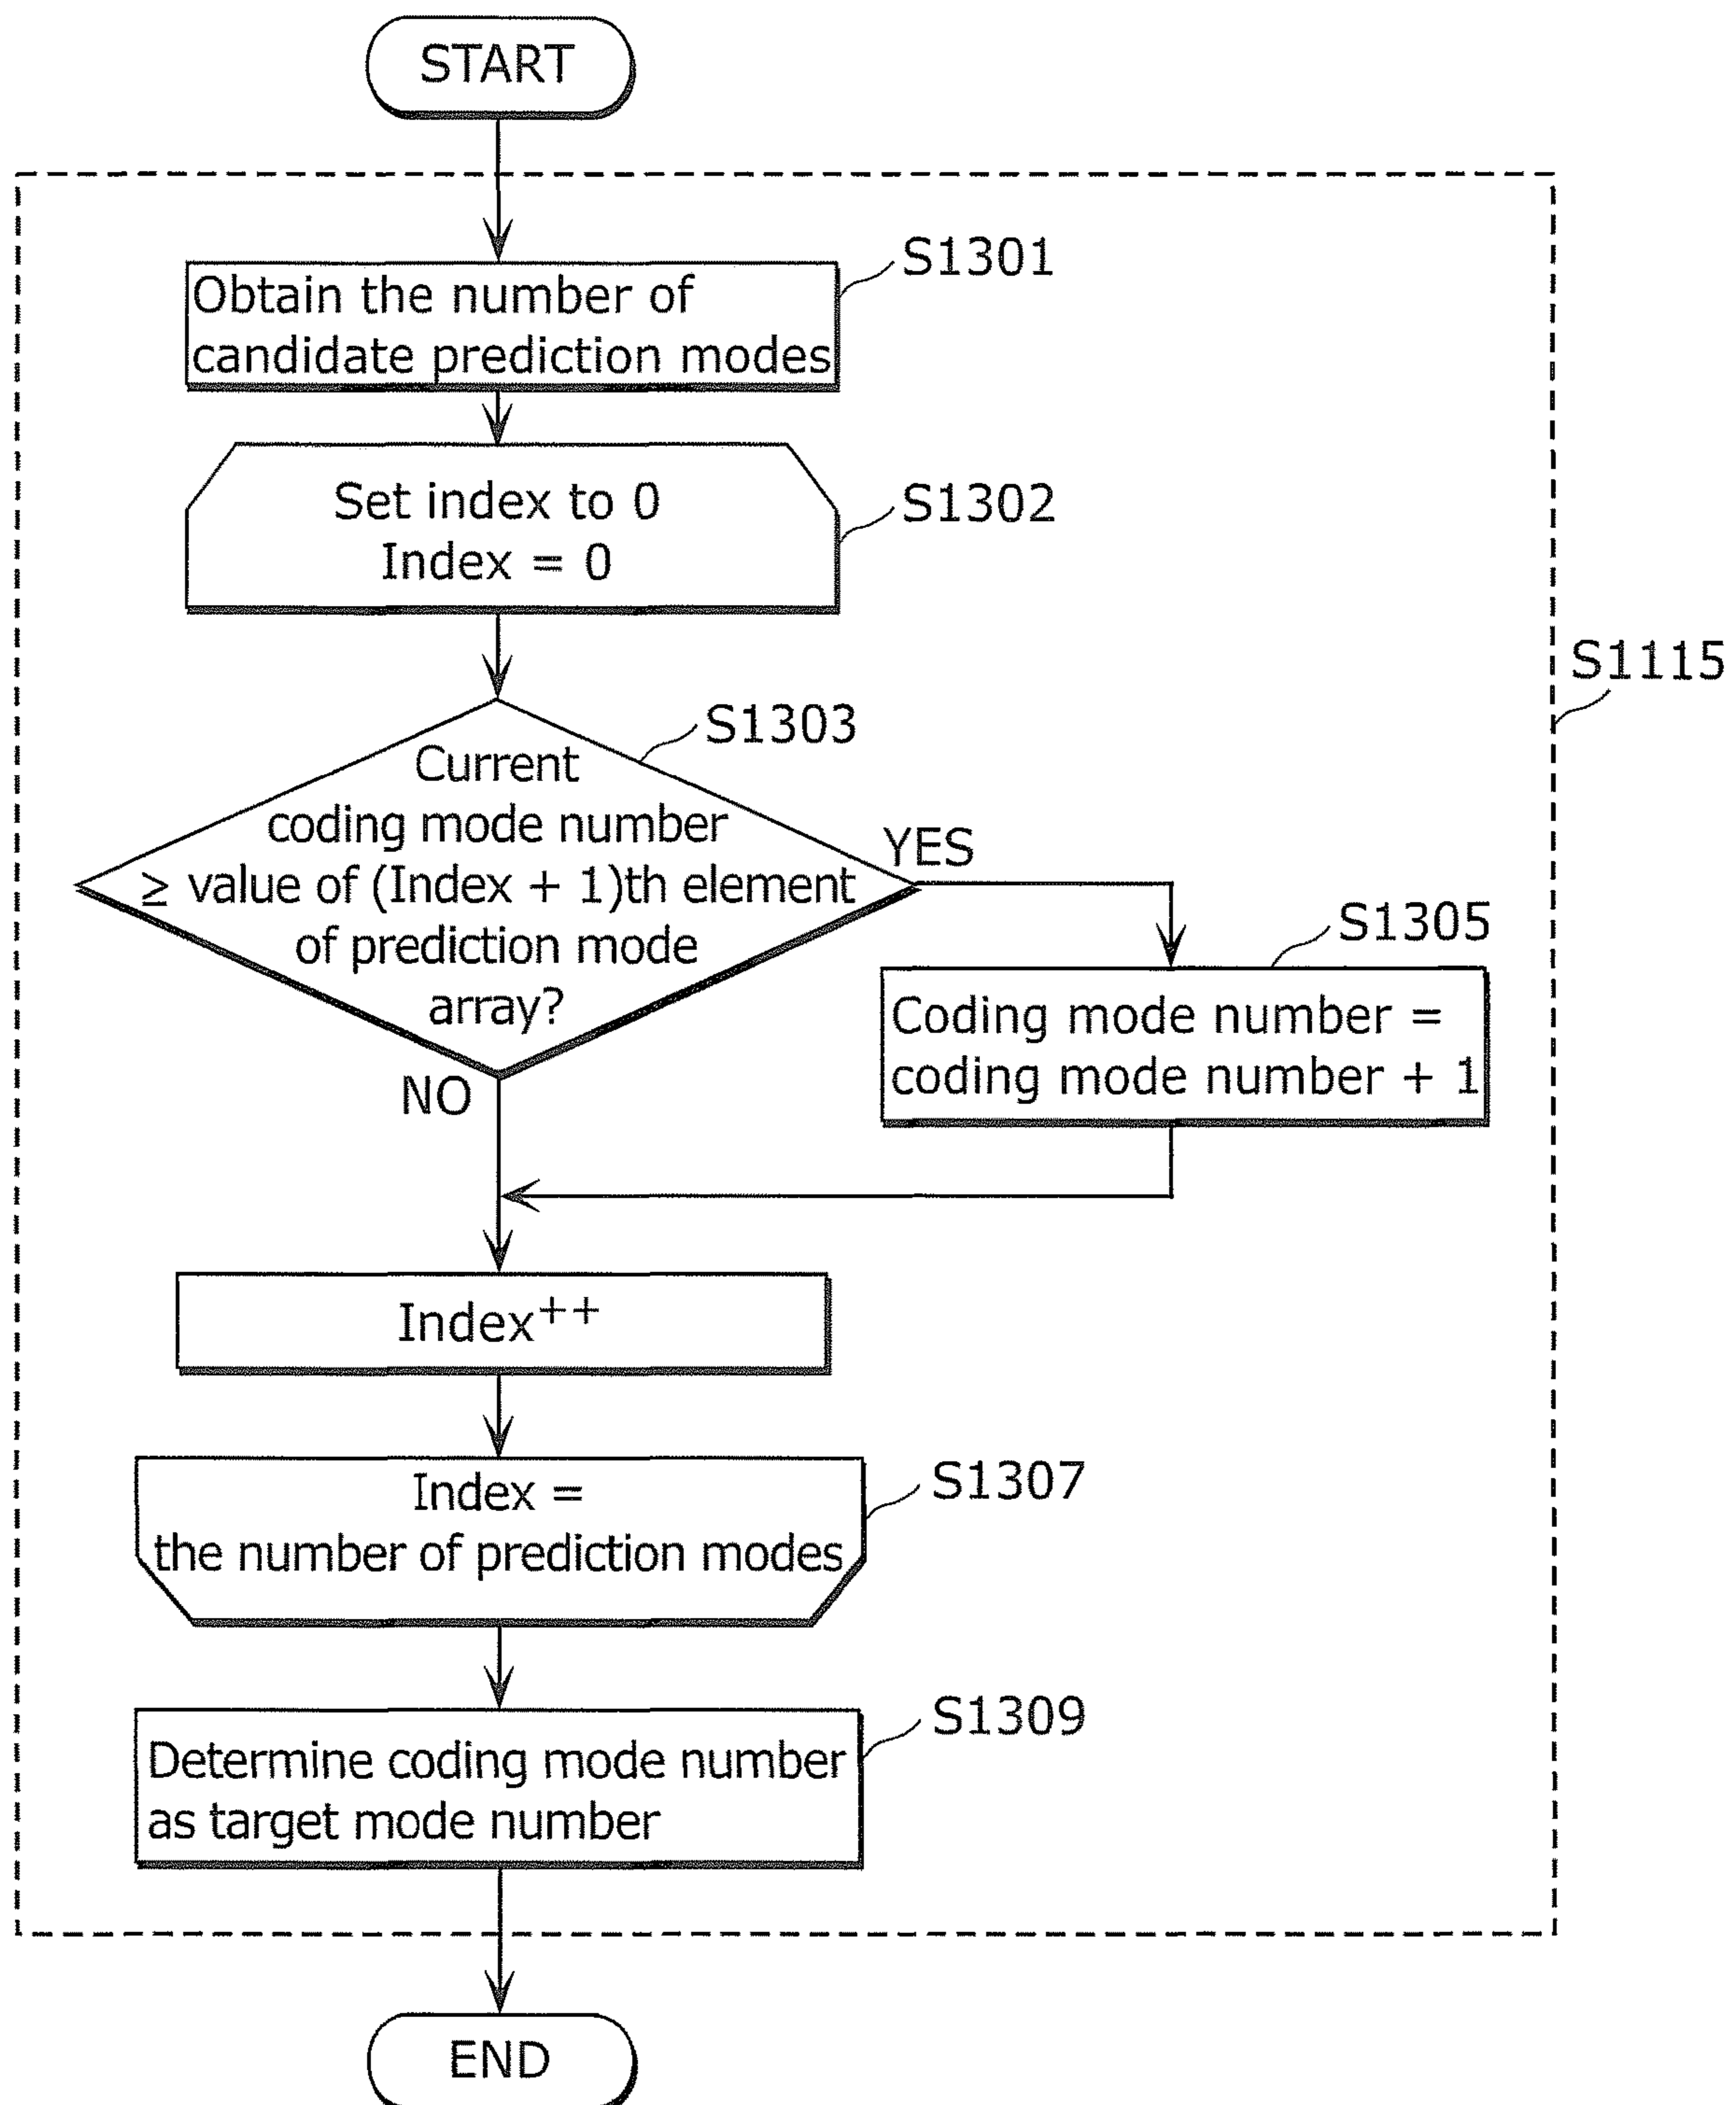 START
S1301
Obtain the number of
candidate prediction modes
Set index to 0
Index = 0
S1302
S1115
S1303
Current
coding mode number
≥ value of (Index + 1)th element
of prediction mode
array?
YES
NO
S1305
Coding mode number =
coding mode number + 1
Index++
S1307
Index =
the number of prediction modes
S1309
Determine coding mode number
as target mode number
END